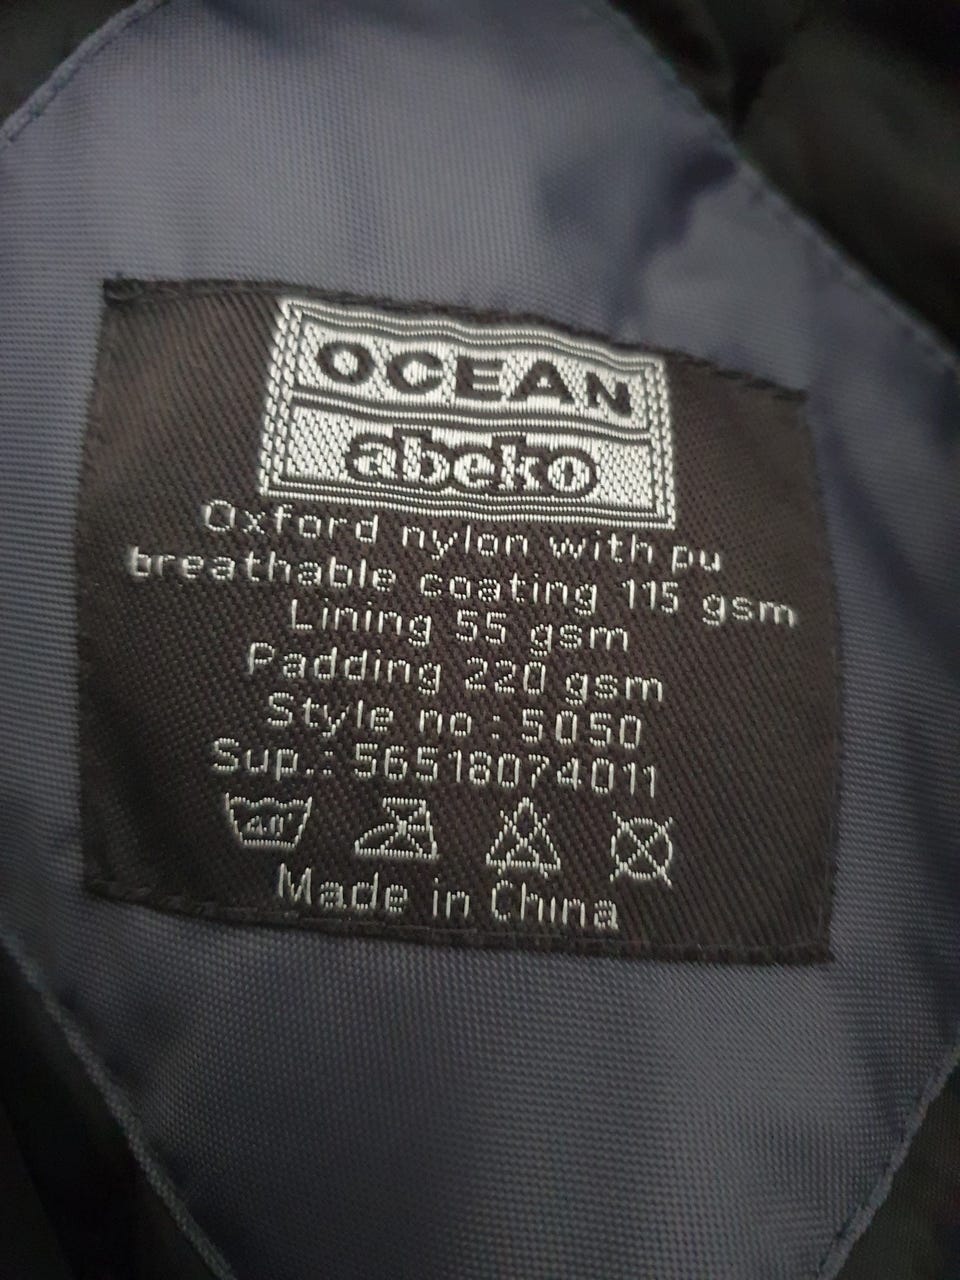 OCEAN
abeko
Oxford nylon with pu
breathable coating 115 gsm
Lining 55 gsm
Padding 220 gsm
Style no : 5050
Sup.: 56518074011
40
Made in China